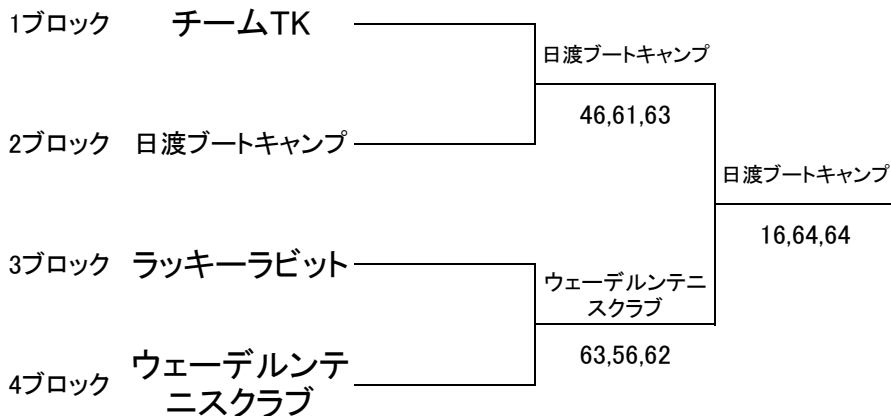 1ブロック チームTK
日渡ブートキャンプ
46,61,63
2ブロック 日渡ブートキャンプ
日渡ブートキャンプ
16,64,64
3ブロック ラッキーラビット
ウェーデルンテニ
スクラブ
63,56,62
4ブロック ウェーデルンテ
ニスクラブ